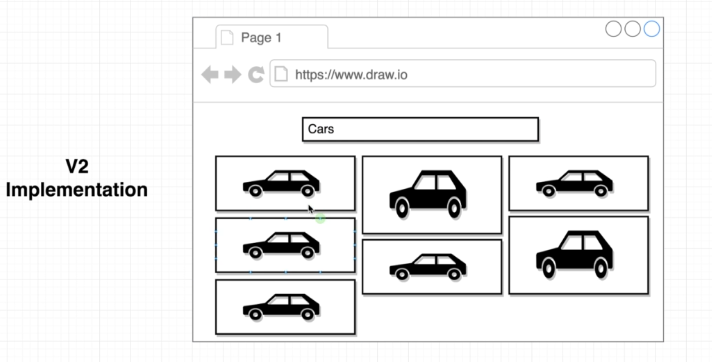 Page 1
https://www.draw.io
Cars
V2
Implementation